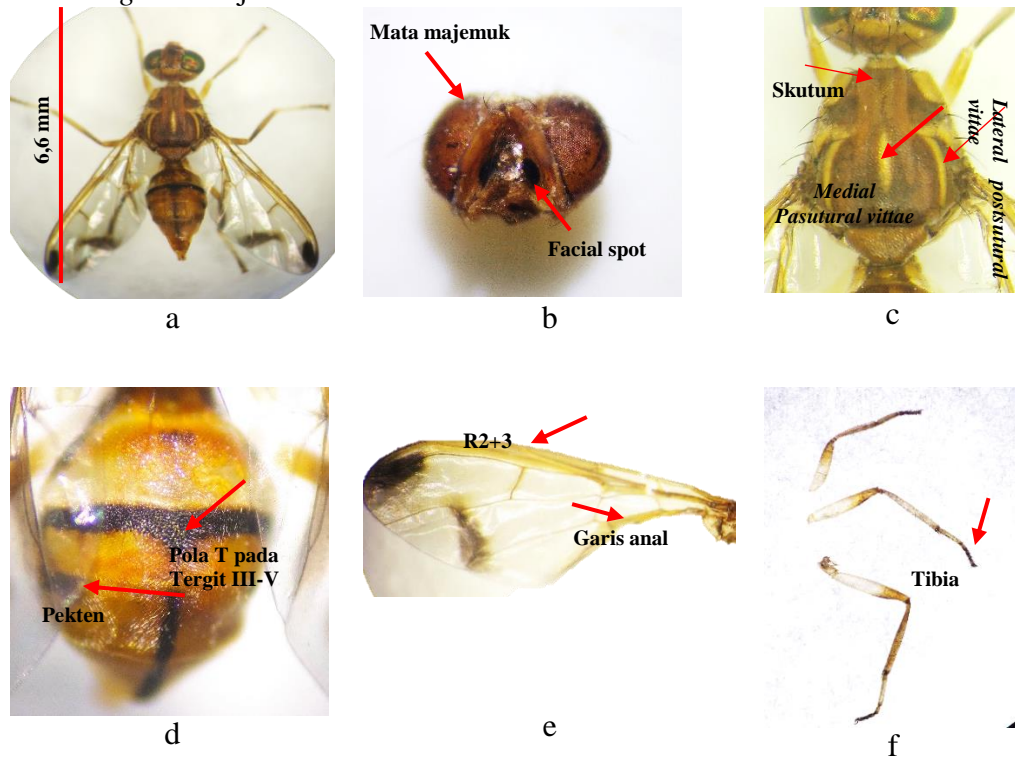 6,6 mm
a
Mata majemuk
Facial spot
b
Skutum
Lateral postsutural
vittae
Medial
Pasutural vittae
c
Pola T pada
Tergit III-V
Pekten
d
R2+3
Garis anal
e
Tibia
f